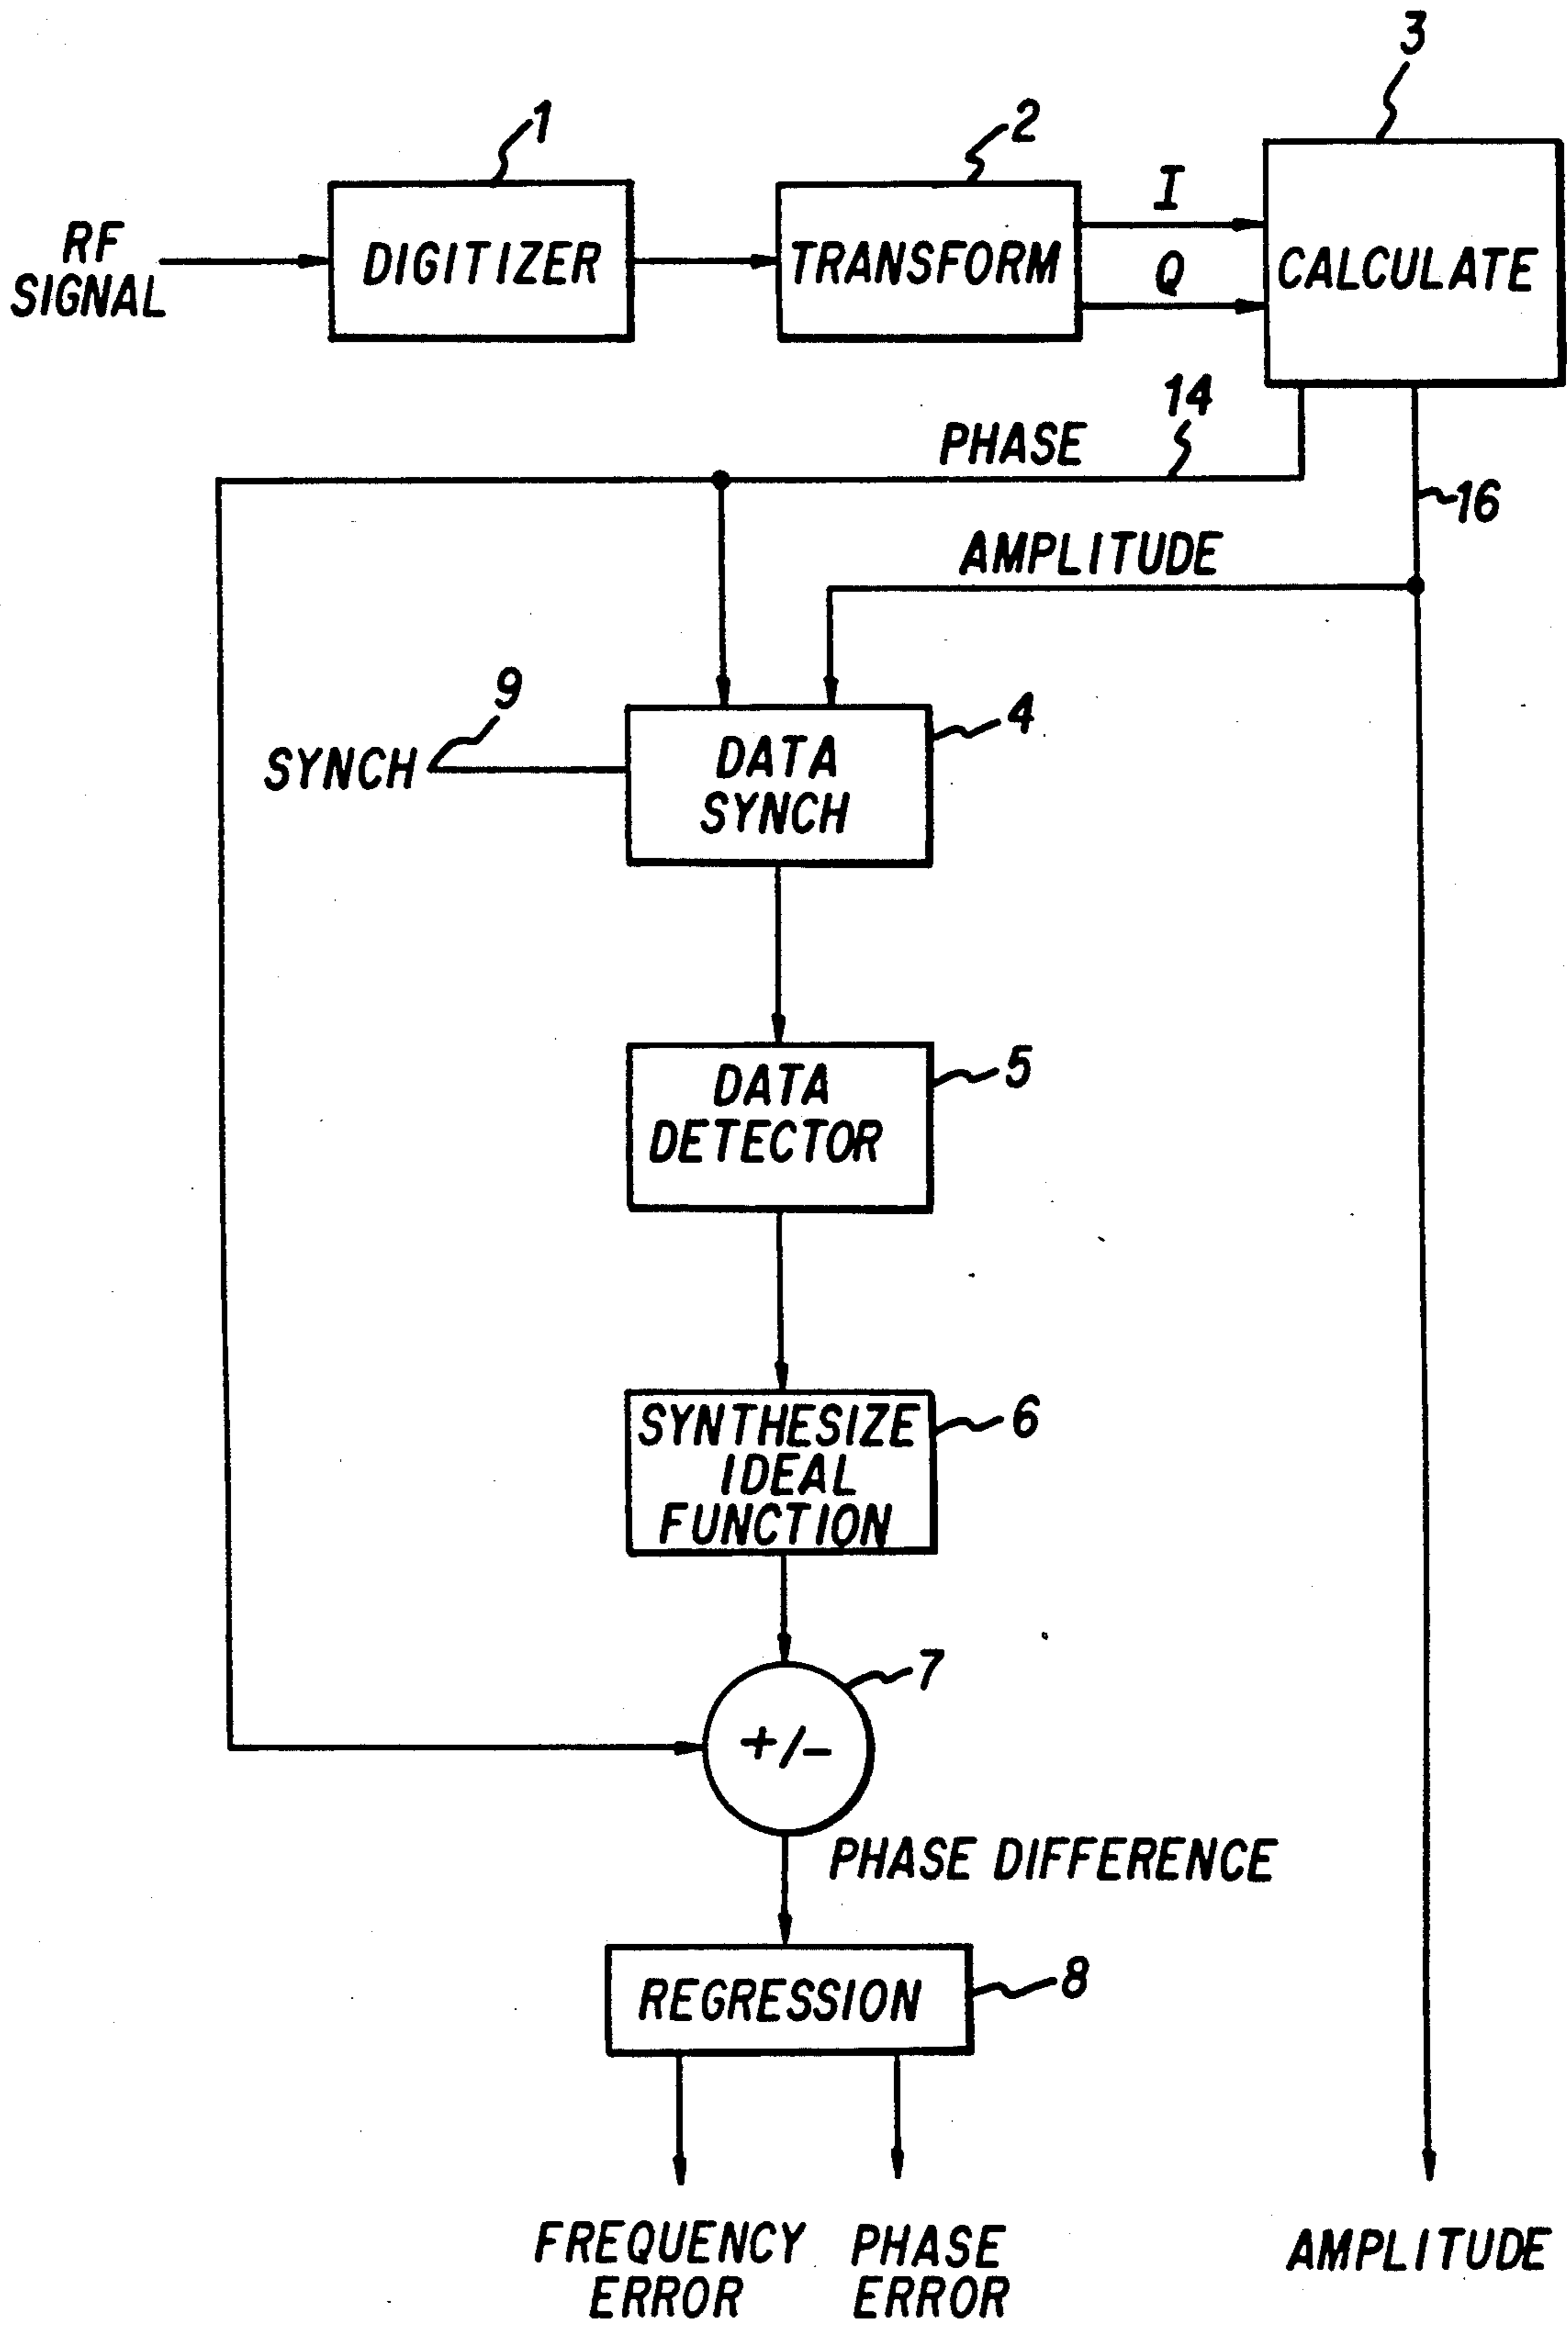 3
1
2
RF
SIGNAL
DIGITIZER
TRANSFORM
I
Q
CALCULATE
14
PHASE
16
AMPLITUDE
9
SYNCH
DATA
SYNCH
4
DATA
DETECTOR
5
SYNTHESIZE
IDEAL
FUNCTION
6
7
+/−
PHASE DIFFERENCE
REGRESSION
8
FREQUENCY
ERROR
PHASE
ERROR
AMPLITUDE